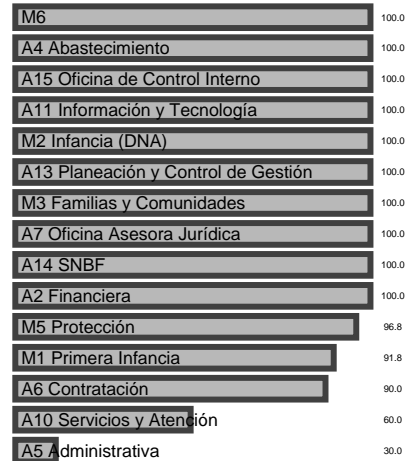 M6 100.0
A4 Abastecimiento 100.0
A15 Oficina de Control Interno 100.0
A11 Información y Tecnología 100.0
M2 Infancia (DNA) 100.0
A13 Planeación y Control de Gestión 100.0
M3 Familias y Comunidades 100.0
A7 Oficina Asesora Jurídica 100.0
A14 SNBF 100.0
A2 Financiera 100.0
M5 Protección 96.8
M1 Primera Infancia 91.8
A6 Contratación 90.0
A10 Servicios y Atención 60.0
A5 Administrativa 30.0